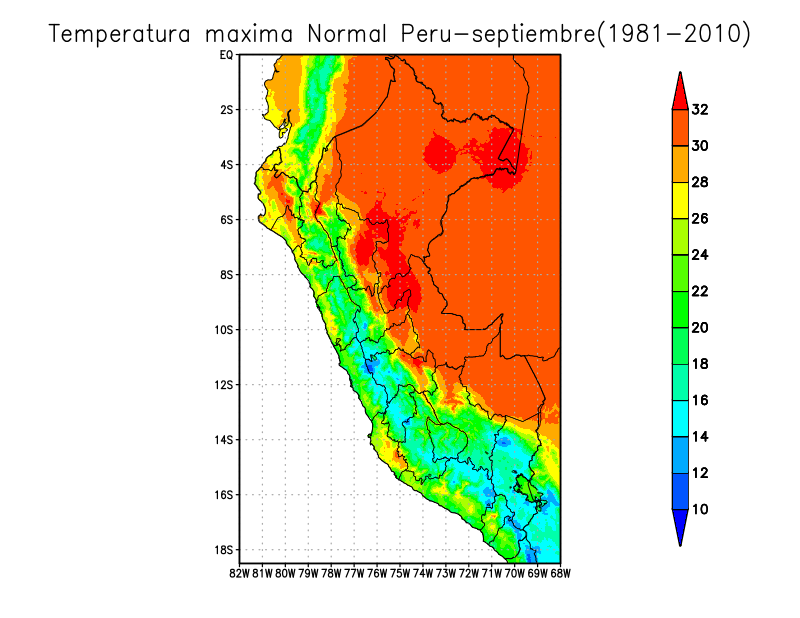 Temperatura maxima Normal Peru-septiembre(1981-2010)
EQ
2S
4S
6S
8S
10S
12S
14S
16S
18S
82W 81W 80W 79W 78W 77W 76W 75W 74W 73W 72W 71W 70W 69W 68W
32
30
28
26
24
22
20
18
16
14
12
10